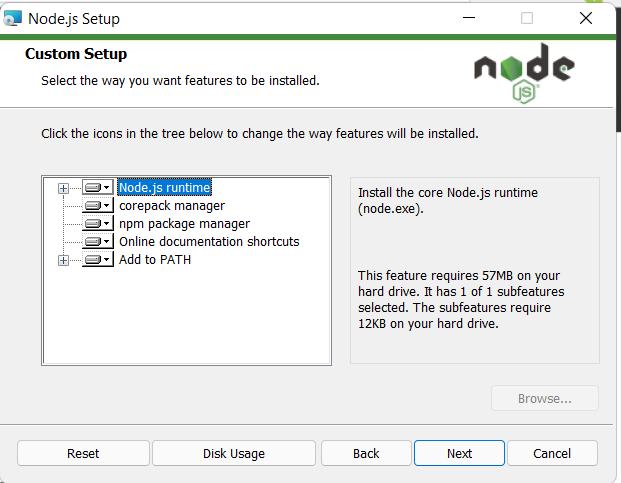 Node.js Setup
Custom Setup
Select the way you want features to be installed.
node
JS
Click the icons in the tree below to change the way features will be installed.
Node.js runtime
corepack manager
npm package manager
Online documentation shortcuts
Add to PATH
Install the core Node.js runtime
(node.exe).
This feature requires 57MB on your
hard drive. It has 1 of 1 subfeatures
selected. The subfeatures require
12KB on your hard drive.
Browse...
Reset
Disk Usage
Back
Next
Cancel